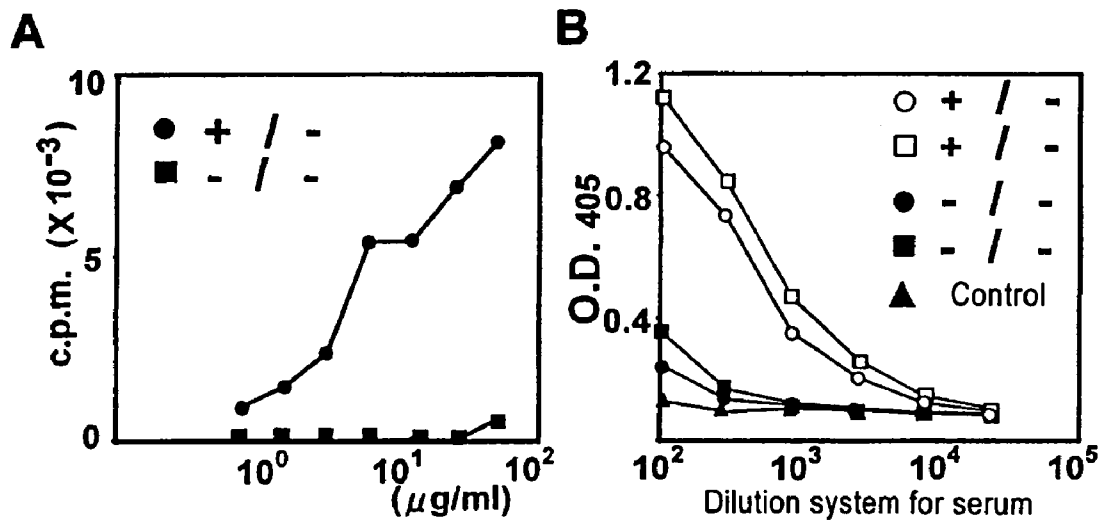 A
10
5
0
c.p.m. (X 10⁻³)
+ / -
- / -
10⁰ 10¹ 10²
(μg/ml)
B
1.2
0.8
0.4
O.D. 405
+ / -
+ / -
- / -
- / -
Control
10² 10³ 10⁴ 10⁵
Dilution system for serum